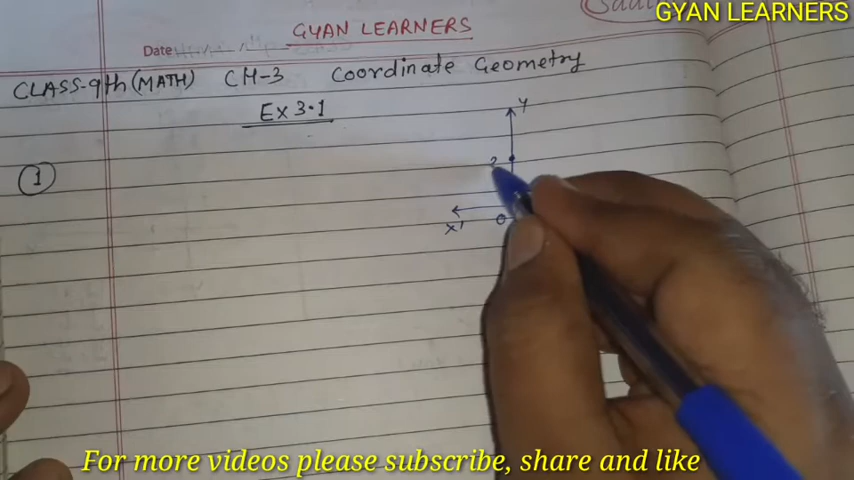 GYAN LEARNERS
GYAN LEARNERS
Date
CLASS-9th (MATH) CH-3 Coordinate Geometry
Ex 3.1
Y
1
2
X' O
For more videos please subscribe, share and like